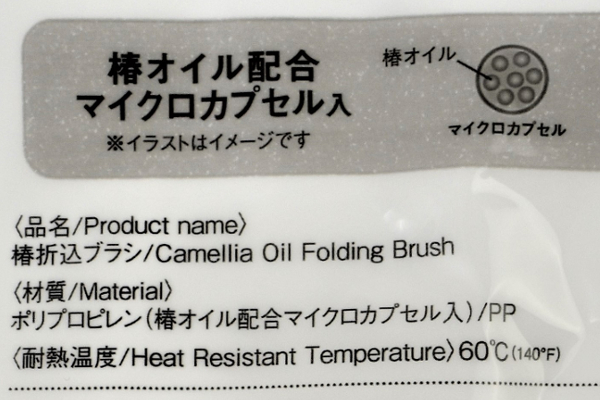 椿オイル配合
マイクロカプセル入
※イラストはイメージです
椿オイル
マイクロカプセル
〈品名/Product name〉
椿折込ブラシ/Camellia Oil Folding Brush
〈材質/Material〉
ポリプロピレン(椿オイル配合マイクロカプセル入)/PP
〈耐熱温度/Heat Resistant Temperature〉60℃(140°F)